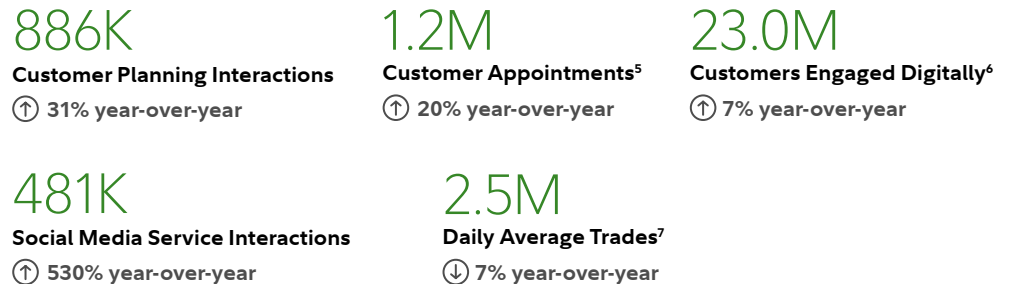 886K
Customer Planning Interactions
31% year-over-year
1.2M
Customer Appointments⁵
20% year-over-year
23.0M
Customers Engaged Digitally⁶
7% year-over-year
481K
Social Media Service Interactions
530% year-over-year
2.5M
Daily Average Trades⁷
7% year-over-year